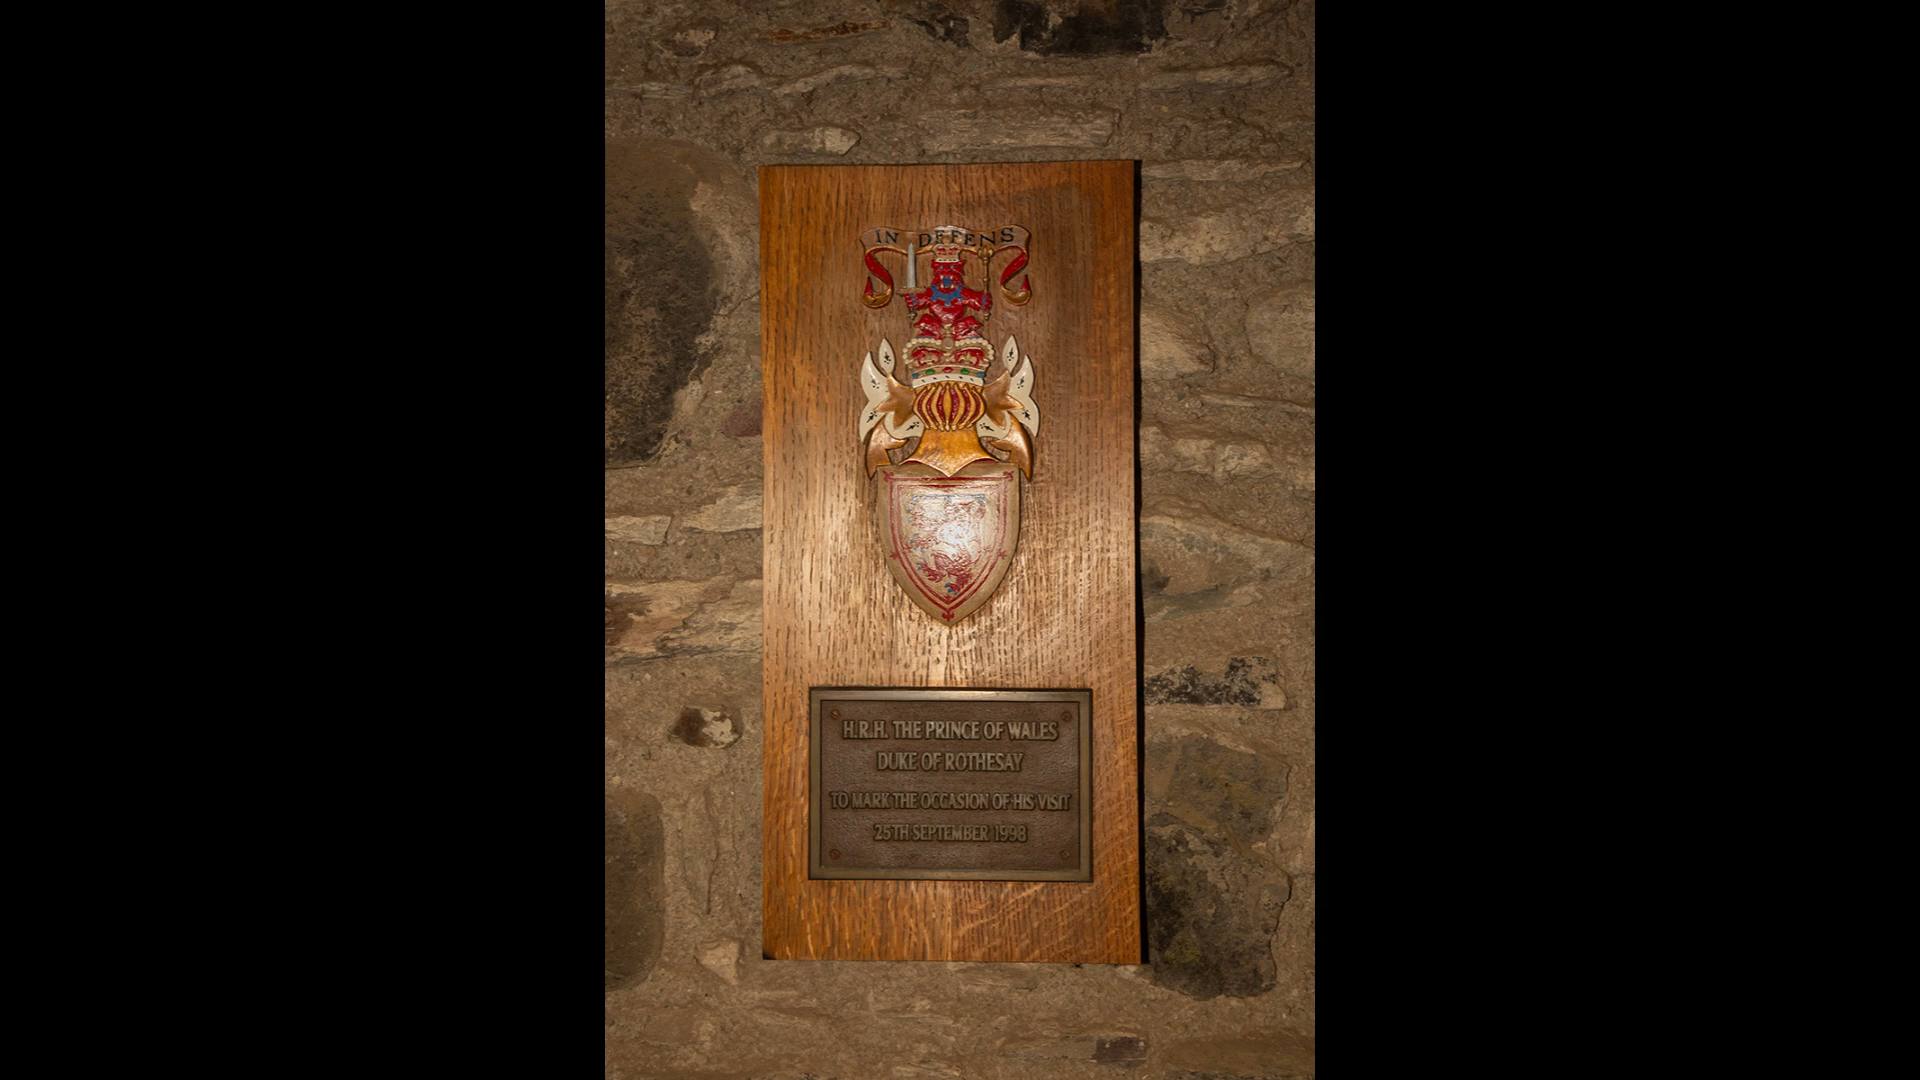 IN DEFENS
H.R.H. THE PRINCE OF WALES
DUKE OF ROTHESAY
TO MARK THE OCCASION OF HIS VISIT
25TH SEPTEMBER 1998